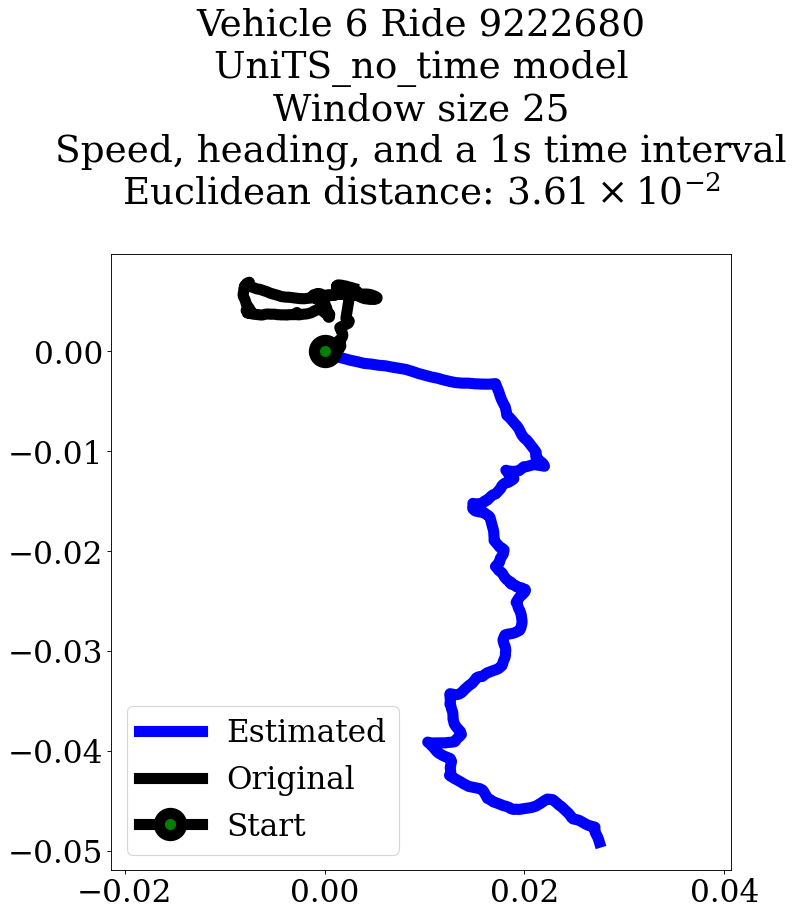 Vehicle 6 Ride 9222680
UniTS_no_time model
Window size 25
Speed, heading, and a 1s time interval
Euclidean distance: 3.61 × 10⁻²
0.00
−0.01
−0.02
−0.03
−0.04
−0.05
Estimated
Original
Start
−0.02
0.00
0.02
0.04